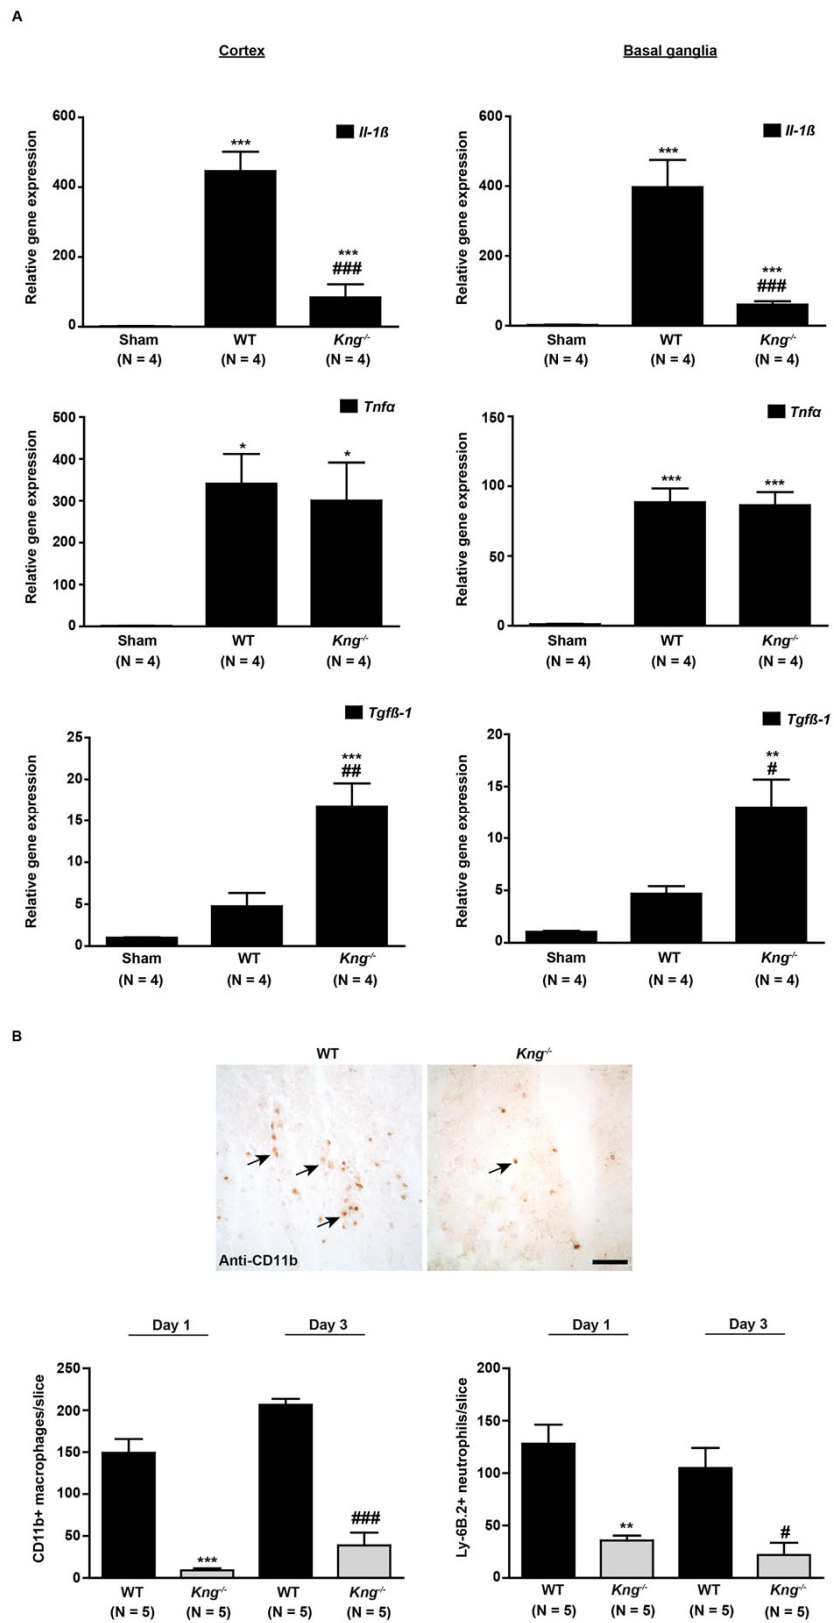 A
Cortex
Basal ganglia
Relative gene expression
600
400
200
0
Il-1ß
***
***
###
Sham
WT
Kng-/-
(N = 4)
(N = 4)
(N = 4)
Relative gene expression
600
400
200
0
Il-1ß
***
***
###
Sham
WT
Kng-/-
(N = 4)
(N = 4)
(N = 4)
Relative gene expression
500
400
300
200
100
0
Tnfα
*
*
Sham
WT
Kng-/-
(N = 4)
(N = 4)
(N = 4)
Relative gene expression
150
100
50
0
Tnfα
***
***
Sham
WT
Kng-/-
(N = 4)
(N = 4)
(N = 4)
Relative gene expression
25
20
15
10
5
0
Tgfß-1
***
##
Sham
WT
Kng-/-
(N = 4)
(N = 4)
(N = 4)
Relative gene expression
20
15
10
5
0
Tgfß-1
**
#
Sham
WT
Kng-/-
(N = 4)
(N = 4)
(N = 4)
B
WT
Kng-/-
Anti-CD11b
Day 1
Day 3
CD11b+ macrophages/slice
250
200
150
100
50
0
***
###
WT
Kng-/-
WT
Kng-/-
(N = 5)
(N = 5)
(N = 5)
(N = 5)
Day 1
Day 3
Ly-6B.2+ neutrophils/slice
200
150
100
50
0
**
#
WT
Kng-/-
WT
Kng-/-
(N = 5)
(N = 5)
(N = 5)
(N = 5)